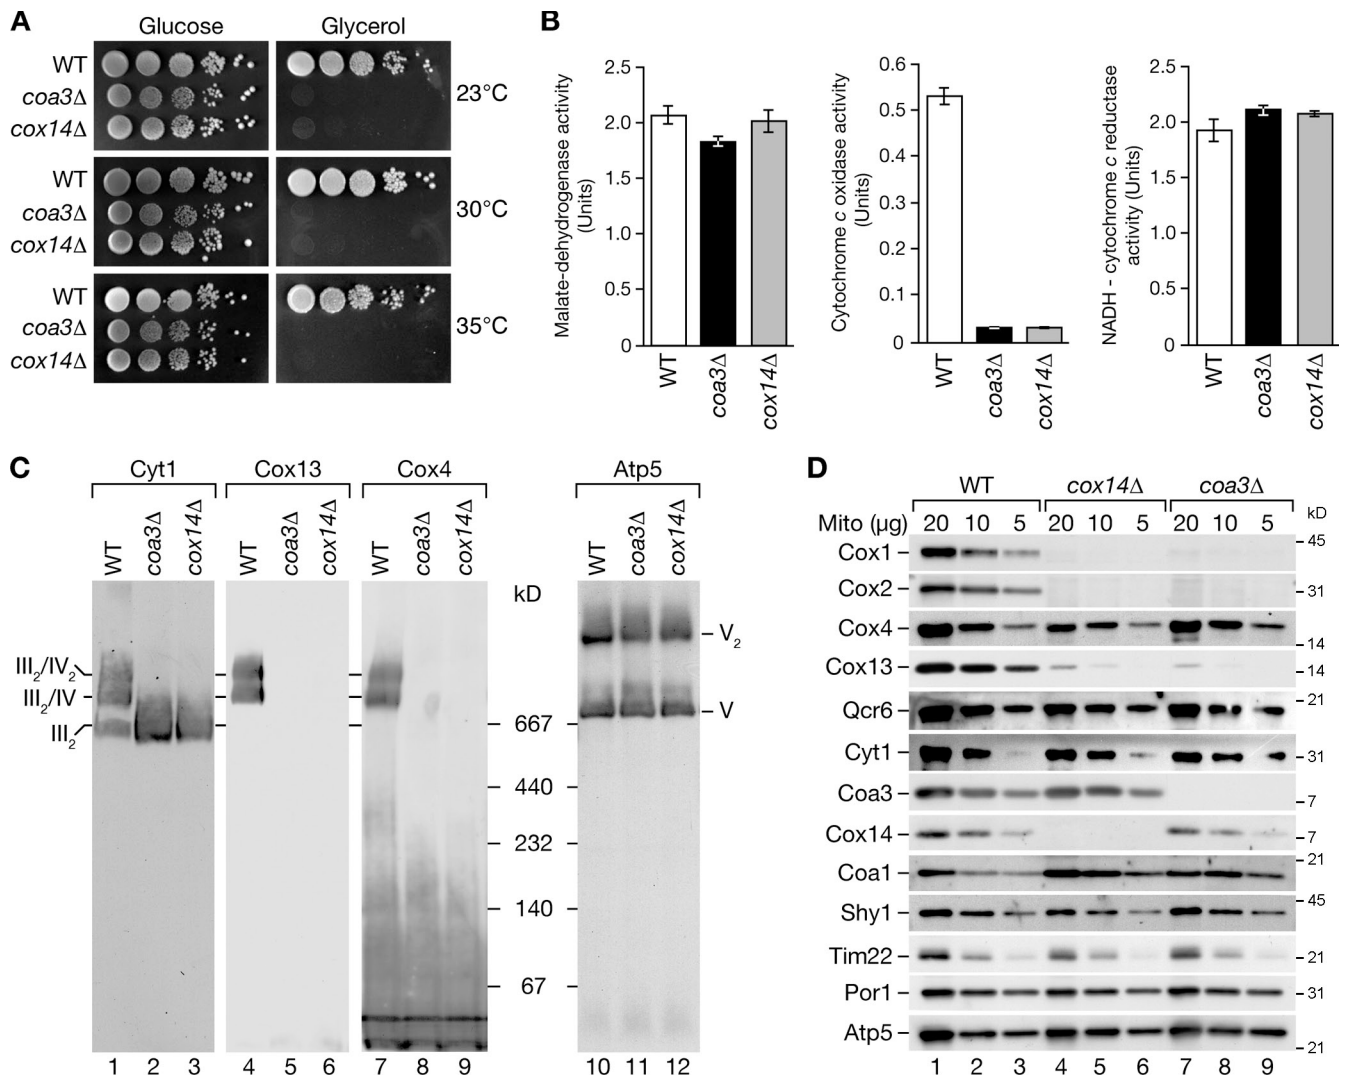 A
Glucose Glycerol
WT
coa3Δ
cox14Δ
23°C
WT
coa3Δ
cox14Δ
30°C
WT
coa3Δ
cox14Δ
35°C
B
Malate-dehydrogenase activity
(Units)
2.5
2.0
1.5
1.0
0.5
0
WT coa3Δ cox14Δ
Cytochrome c oxidase activity
(Units)
0.6
0.5
0.4
0.3
0.2
0.1
0
WT coa3Δ cox14Δ
NADH - cytochrome c reductase
activity (Units)
2.5
2.0
1.5
1.0
0.5
0
WT coa3Δ cox14Δ
C
Cyt1 Cox13 Cox4 Atp5
WT coa3Δ cox14Δ WT coa3Δ cox14Δ WT coa3Δ cox14Δ WT coa3Δ cox14Δ
III2/IV2
III2/IV
III2
kD
667
440
232
140
67
V2
V
1 2 3 4 5 6 7 8 9 10 11 12
D
WT cox14Δ coa3Δ
kD
Mito (µg) 20 10 5 20 10 5 20 10 5
Cox1 45
Cox2 31
Cox4 14
Cox13 14
Qcr6 21
Cyt1 31
Coa3 7
Cox14 7
Coa1 21
Shy1 45
Tim22 21
Por1 31
Atp5 21
1 2 3 4 5 6 7 8 9